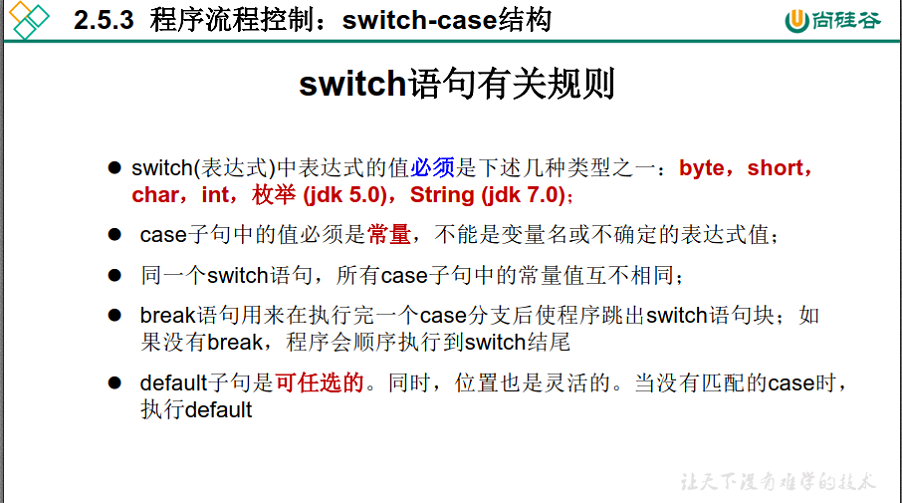 2.5.3 程序流程控制：switch-case结构
尚硅谷
switch语句有关规则
● switch(表达式)中表达式的值必须是下述几种类型之一：byte，short，
char，int，枚举 (jdk 5.0)，String (jdk 7.0)；
● case子句中的值必须是常量，不能是变量名或不确定的表达式值；
● 同一个switch语句，所有case子句中的常量值互不相同；
● break语句用来在执行完一个case分支后使程序跳出switch语句块；如
果没有break，程序会顺序执行到switch结尾
● default子句是可任选的。同时，位置也是灵活的。当没有匹配的case时，
执行default
让天下没有难学的技术